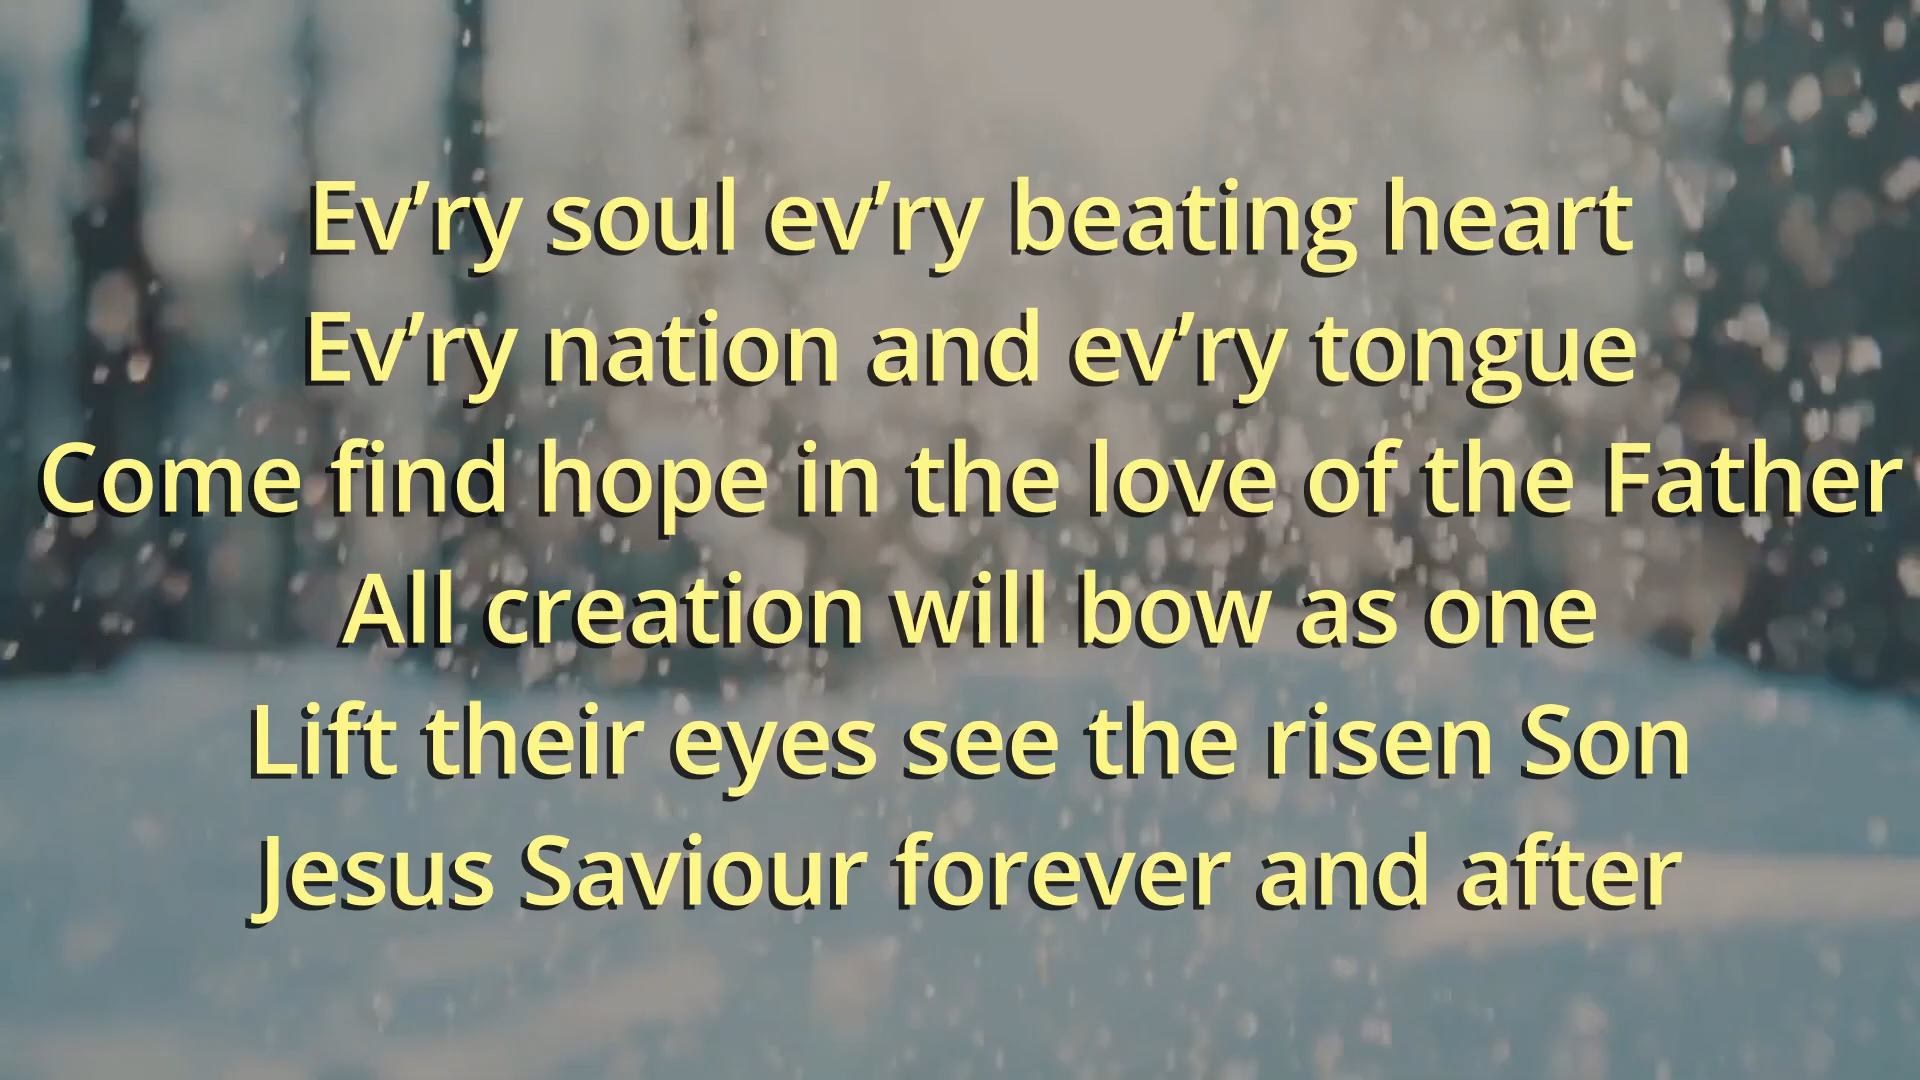 Ev’ry soul ev’ry beating heart
Ev’ry nation and ev’ry tongue
Come find hope in the love of the Father
All creation will bow as one
Lift their eyes see the risen Son
Jesus Saviour forever and after